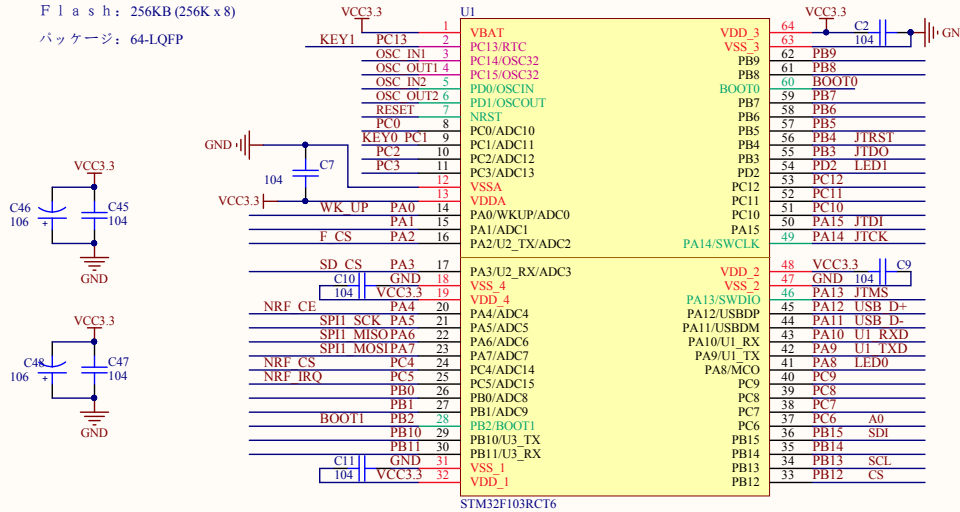 Flash: 256KB (256K x 8)
パッケージ: 64-LQFP
VCC3.3
U1
VCC3.3
1 VBAT
KEY1 PC13 2 PC13/RTC
OSC_IN1 3 PC14/OSC32
OSC_OUT1 4 PC15/OSC32
OSC_IN2 5 PD0/OSCIN
OSC_OUT2 6 PD1/OSCOUT
RESET 7 NRST
PC0 8 PC0/ADC10
KEY0 PC1 9 PC1/ADC11
PC2 10 PC2/ADC12
PC3 11 PC3/ADC13
12 VSSA
13 VDDA
WK_UP PA0 14 PA0/WKUP/ADC0
PA1 15 PA1/ADC1
F_CS PA2 16 PA2/U2_TX/ADC2
SD_CS PA3 17 PA3/U2_RX/ADC3
GND 18 VSS_4
VCC3.3 19 VDD_4
NRF_CE PA4 20 PA4/ADC4
SPI1_SCK PA5 21 PA5/ADC5
SPI1_MISO PA6 22 PA6/ADC6
SPI1_MOSI PA7 23 PA7/ADC7
NRF_CS PC4 24 PC4/ADC14
NRF_IRQ PC5 25 PC5/ADC15
PB0 26 PB0/ADC8
PB1 27 PB1/ADC9
BOOT1 PB2 28 PB2/BOOT1
PB10 29 PB10/U3_TX
PB11 30 PB11/U3_RX
GND 31 VSS_1
VCC3.3 32 VDD_1
VDD_3 64
VSS_3 63
PB9 62 PB9
PB8 61 PB8
BOOT0 60 BOOT0
PB7 59 PB7
PB6 58 PB6
PB5 57 PB5
PB4 56 PB4 JTRST
PB3 55 PB3 JTDO
PD2 54 PD2 LED1
PC12 53 PC12
PC11 52 PC11
PC10 51 PC10
PA15 50 PA15 JTDI
PA14/SWCLK 49 PA14 JTCK
VDD_2 48 VCC3.3
VSS_2 47 GND
PA13/SWDIO 46 PA13 JTMS
PA12/USBDP 45 PA12 USB_D+
PA11/USBDM 44 PA11 USB_D-
PA10/U1_RX 43 PA10 U1_RXD
PA9/U1_TX 42 PA9 U1_TXD
PA8/MCO 41 PA8 LED0
PC9 40 PC9
PC8 39 PC8
PC7 38 PC7
PC6 37 PC6 A0
PB15 36 PB15 SDI
PB14 35 PB14
PB13 34 PB13 SCL
PB12 33 PB12 CS
STM32F103RCT6
C2
104
GN
C9
104
GND
C7
104
VCC3.3
C10
104
C11
104
VCC3.3
C46
106
+
C45
104
GND
VCC3.3
C48
106
+
C47
104
GND